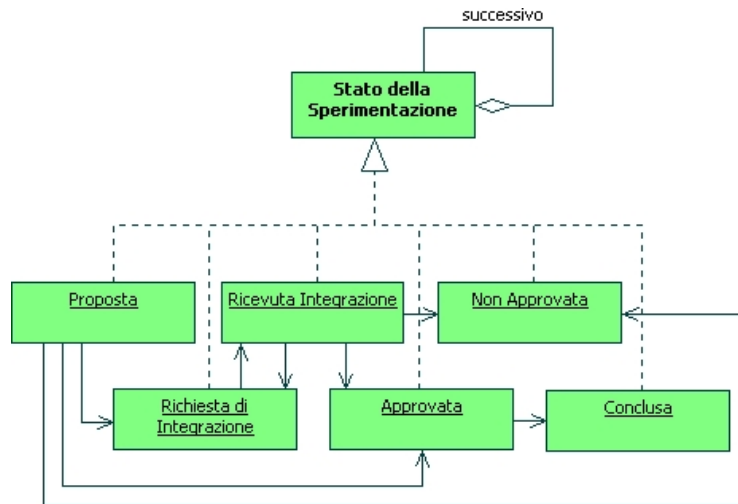 successivo
Stato della
Sperimentazione
Proposta
Ricevuta Integrazione
Non Approvata
Richiesta di
Integrazione
Approvata
Conclusa